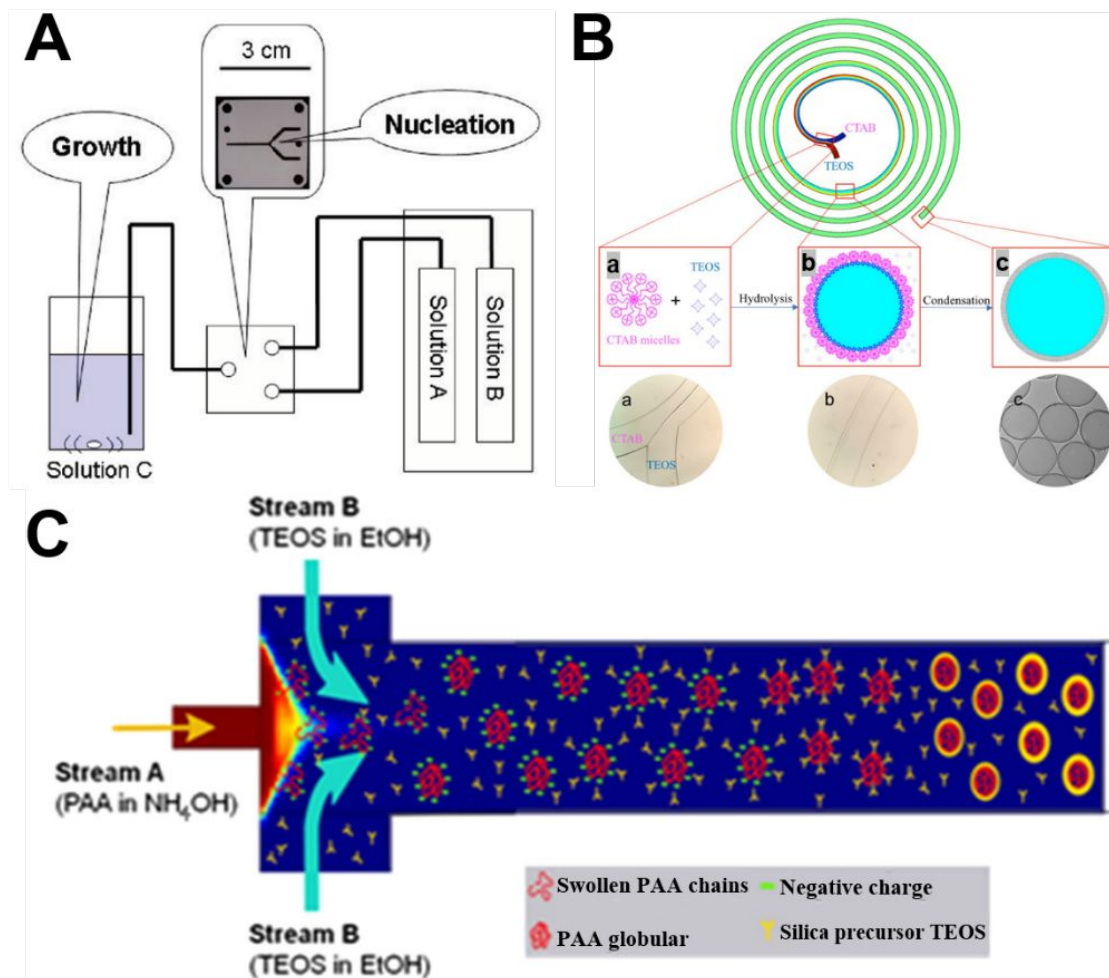 A
3 cm
Growth
Nucleation
Solution A
Solution B
Solution C
B
CTAB
TEOS
a
TEOS
+
CTAB micelles
Hydrolysis
b
Condensation
c
a
CTAB
TEOS
b
c
C
Stream B
(TEOS in EtOH)
Stream A
(PAA in NH₄OH)
Stream B
(TEOS in EtOH)
Swollen PAA chains
Negative charge
PAA globular
Silica precursor TEOS